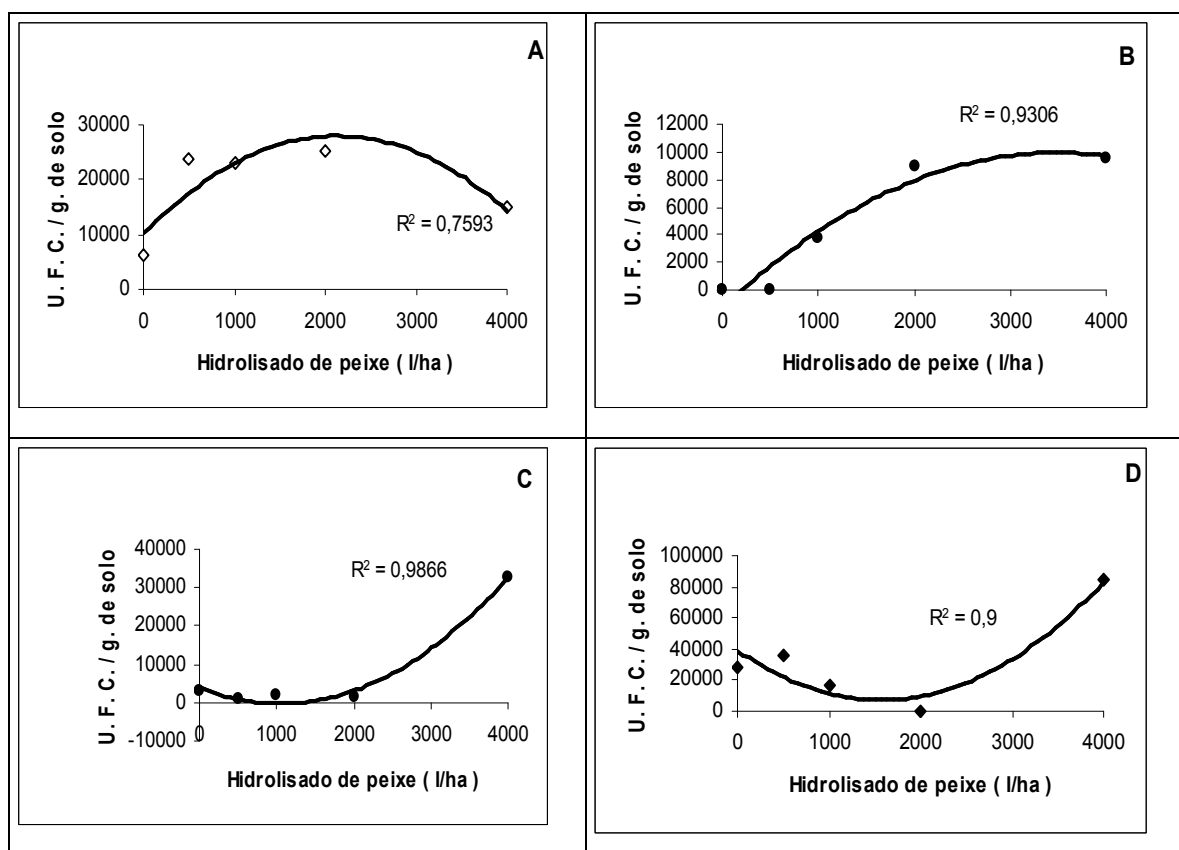 A
U. F. C. / g. de solo
30000
20000
10000
0
R² = 0,7593
0 1000 2000 3000 4000
Hidrolisado de peixe ( l/ha )
B
U. F. C. / g. de solo
12000
10000
8000
6000
4000
2000
0
R² = 0,9306
0 1000 2000 3000 4000
Hidrolisado de peixe ( l/ha )
C
U. F. C. / g. de solo
40000
30000
20000
10000
0
-10000
R² = 0,9866
0 1000 2000 3000 4000
Hidrolisado de peixe ( l/ha )
D
U. F. C. / g. de solo
100000
80000
60000
40000
20000
0
R² = 0,9
0 1000 2000 3000 4000
Hidrolisado de peixe ( l/ha )